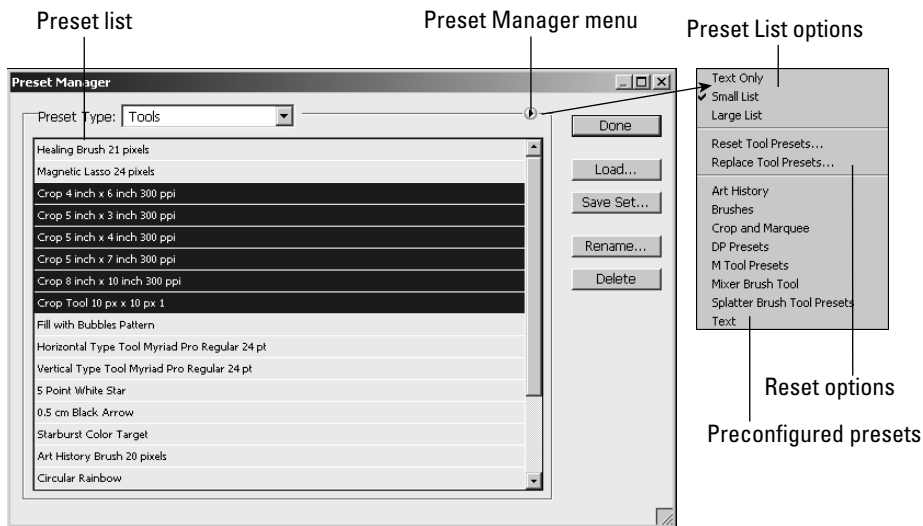 Preset list
Preset Manager menu
Preset List options
Preset Manager
Preset Type: Tools
Healing Brush 21 pixels
Magnetic Lasso 24 pixels
Crop 4 inch x 6 inch 300 ppi
Crop 5 inch x 3 inch 300 ppi
Crop 5 inch x 4 inch 300 ppi
Crop 5 inch x 7 inch 300 ppi
Crop 8 inch x 10 inch 300 ppi
Crop Tool 10 px x 10 px 1
Fill with Bubbles Pattern
Horizontal Type Tool Myriad Pro Regular 24 pt
Vertical Type Tool Myriad Pro Regular 24 pt
5 Point White Star
0.5 cm Black Arrow
Starburst Color Target
Art History Brush 20 pixels
Circular Rainbow
Done
Load...
Save Set...
Rename...
Delete
Text Only
Small List
Large List
Reset Tool Presets...
Replace Tool Presets...
Art History
Brushes
Crop and Marquee
DP Presets
M Tool Presets
Mixer Brush Tool
Splatter Brush Tool Presets
Text
Reset options
Preconfigured presets